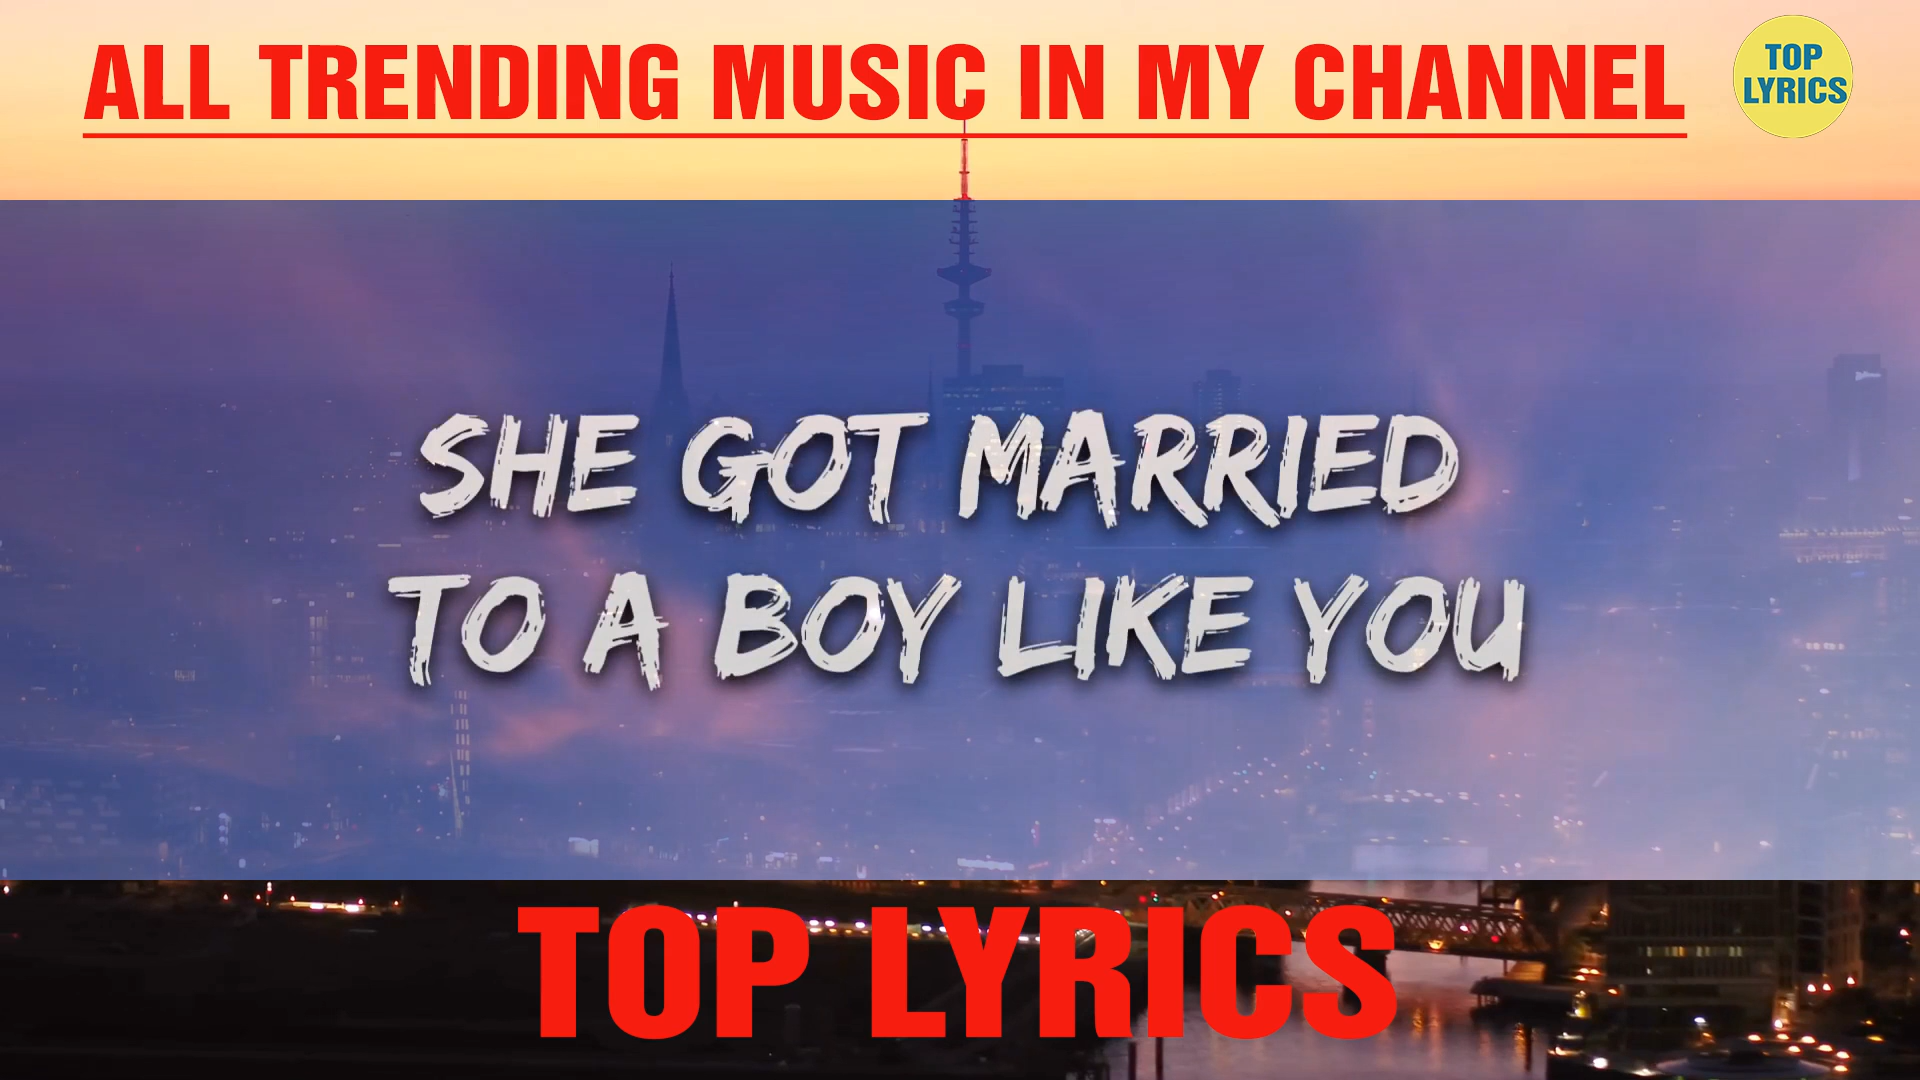 ALL TRENDING MUSIC IN MY CHANNEL
TOP
LYRICS
SHE GOT MARRIED
TO A BOY LIKE YOU
TOP LYRICS